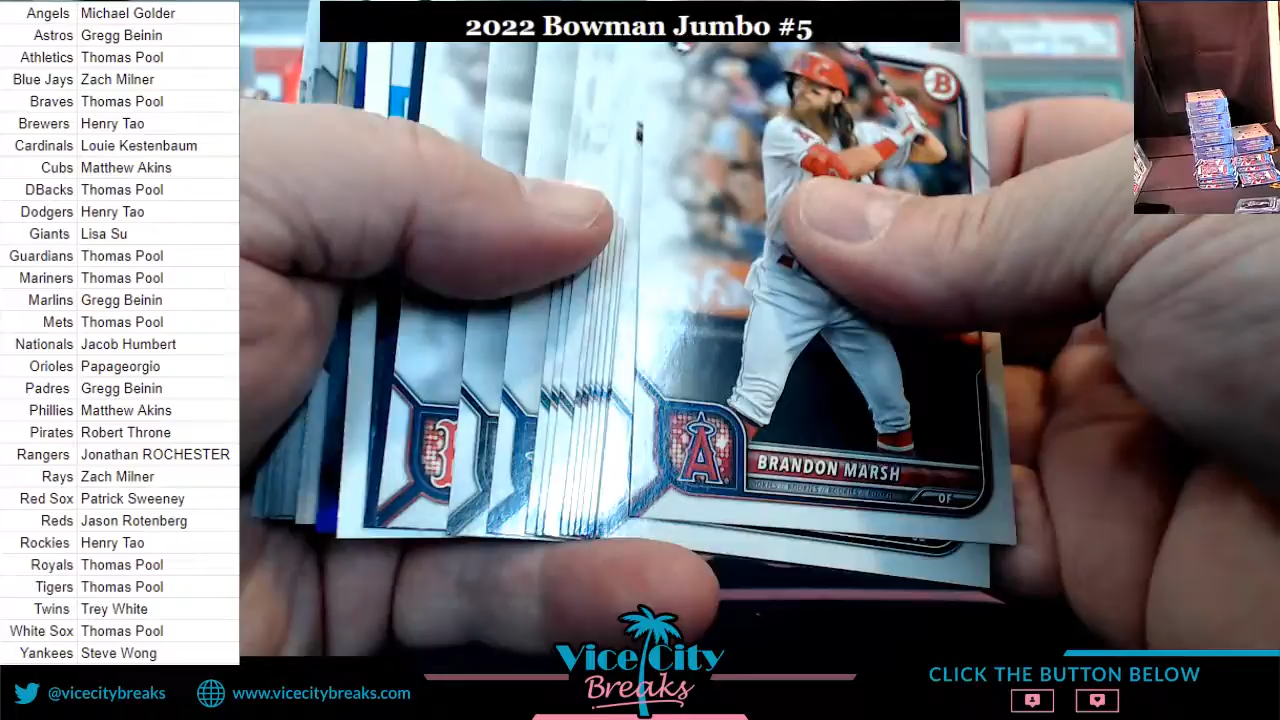 2022 Bowman Jumbo #5
Angels Michael Golder
Astros Gregg Beinin
Athletics Thomas Pool
Blue Jays Zach Milner
Braves Thomas Pool
Brewers Henry Tao
Cardinals Louie Kestenbaum
Cubs Matthew Akins
DBacks Thomas Pool
Dodgers Henry Tao
Giants Lisa Su
Guardians Thomas Pool
Mariners Thomas Pool
Marlins Gregg Beinin
Mets Thomas Pool
Nationals Jacob Humbert
Orioles Papageorgio
Padres Gregg Beinin
Phillies Matthew Akins
Pirates Robert Throne
Rangers Jonathan ROCHESTER
Rays Zach Milner
Red Sox Patrick Sweeney
Reds Jason Rotenberg
Rockies Henry Tao
Royals Thomas Pool
Tigers Thomas Pool
Twins Trey White
White Sox Thomas Pool
Yankees Steve Wong
B
A
BRANDON MARSH
OF
Vice City
Breaks
@vicecitybreaks
www.vicecitybreaks.com
CLICK THE BUTTON BELOW